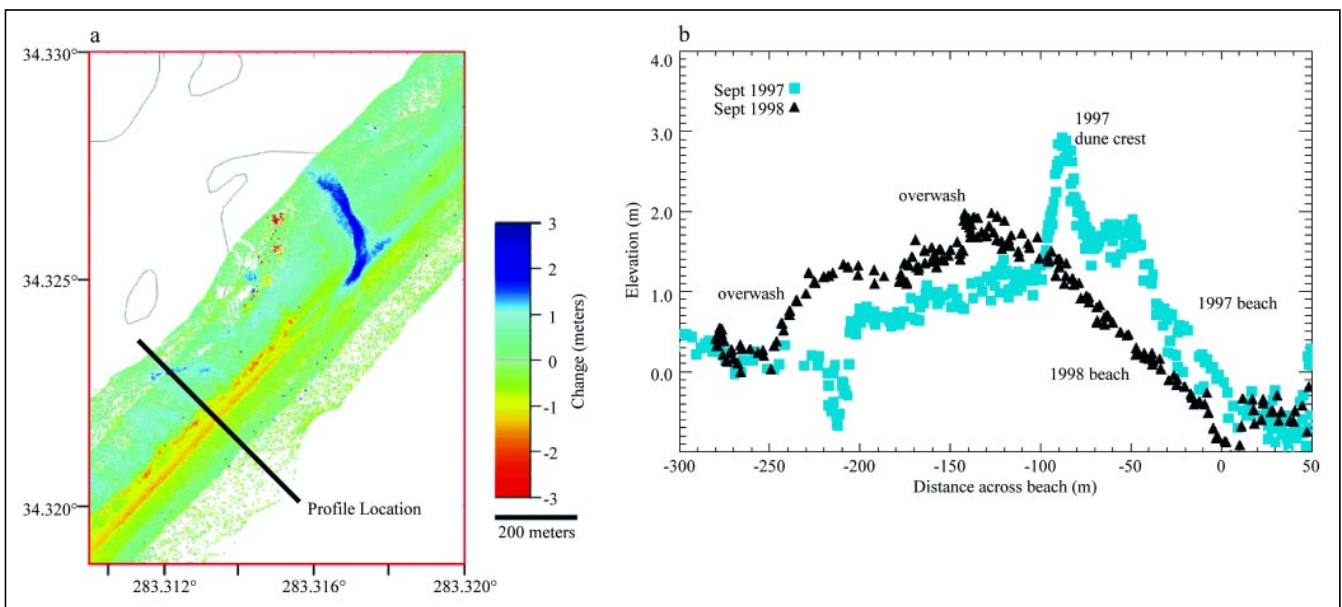 a
34.330°
34.325°
34.320°
283.312°
283.316°
283.320°
Profile Location
3
2
1
0
-1
-2
-3
Change (meters)
200 meters
b
4.0
3.0
2.0
1.0
0.0
Elevation (m)
Sept 1997
Sept 1998
1997
dune crest
overwash
overwash
1997 beach
1998 beach
-300
-250
-200
-150
-100
-50
0
50
Distance across beach (m)